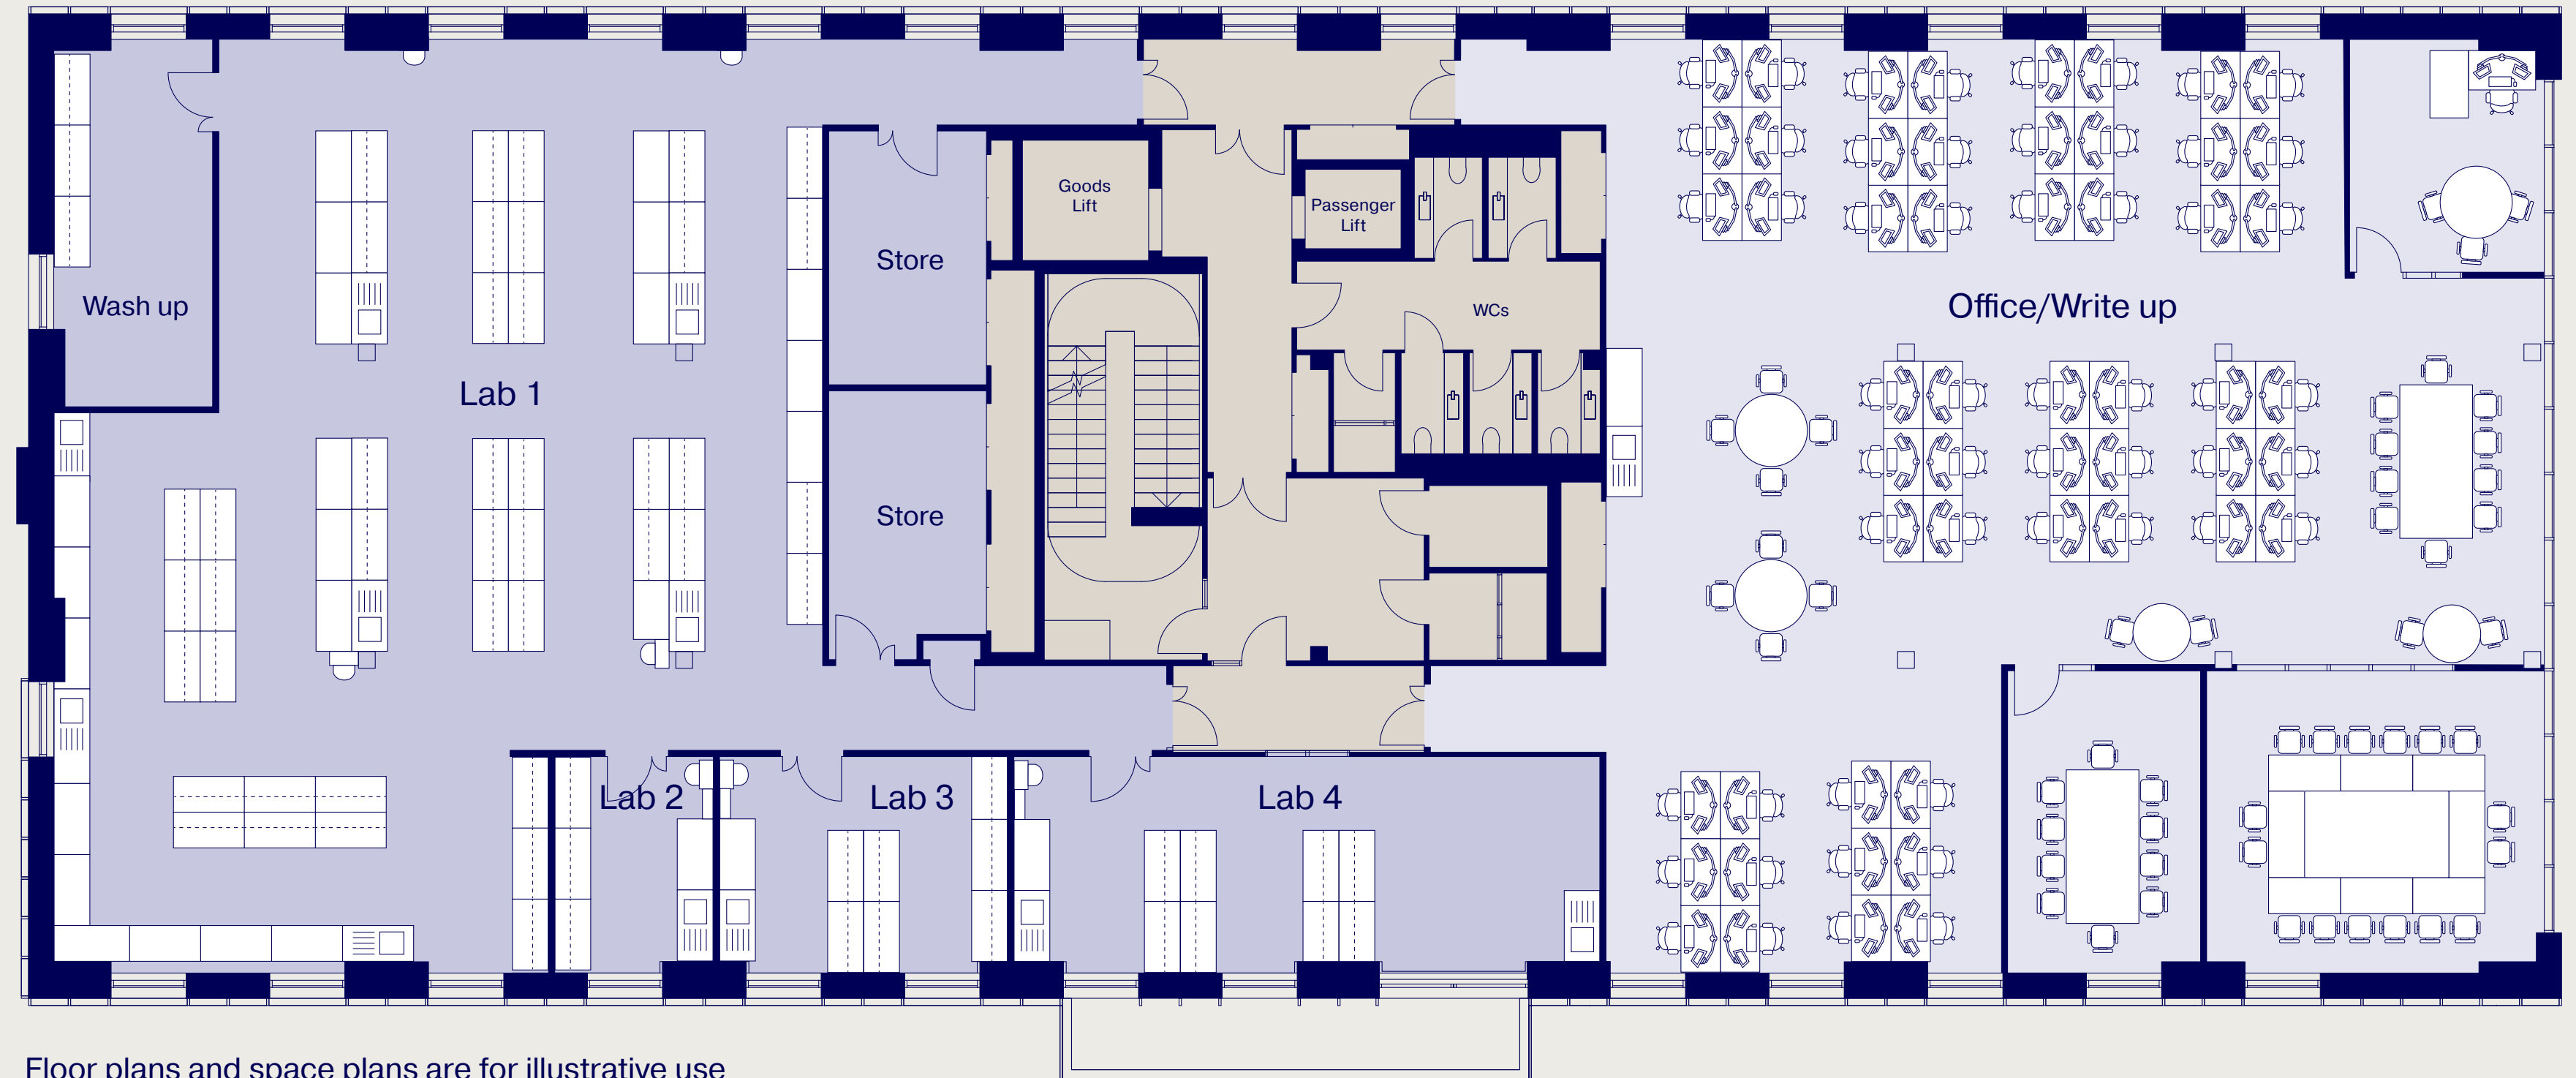 Goods
Lift
Passenger
Lift
Store
Wash up
WCs
Office/Write up
Lab 1
Store
Lab 2
Lab 3
Lab 4
Floor plans and space plans are for illustrative use